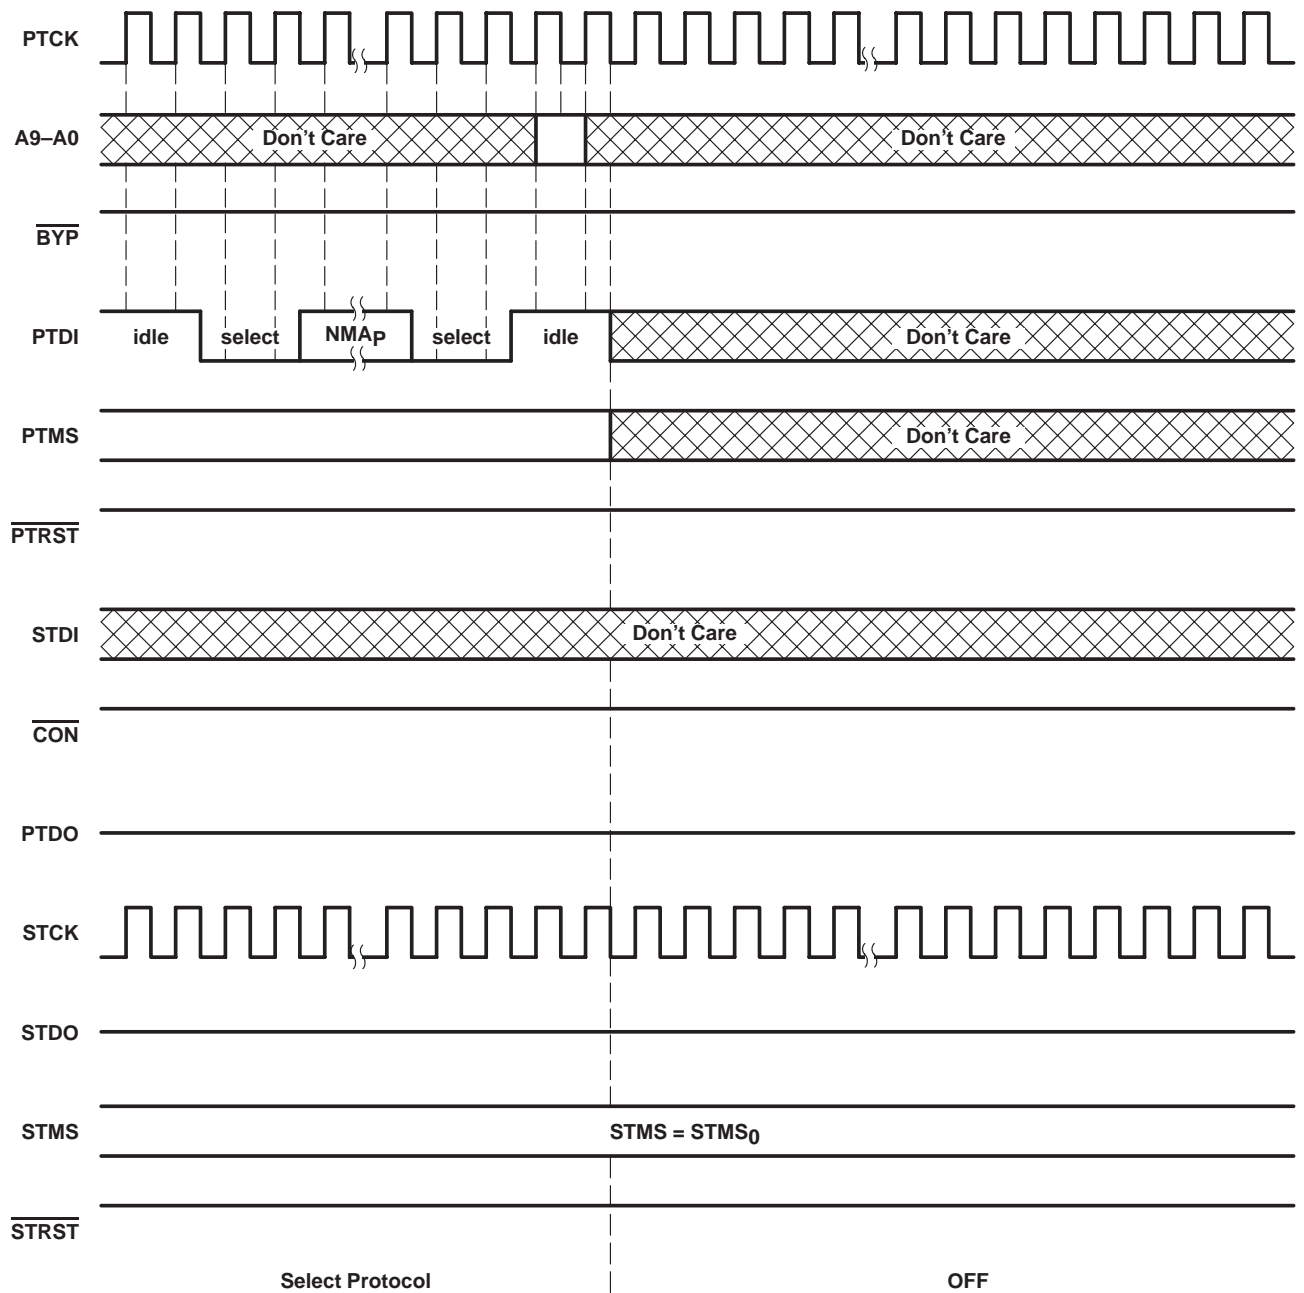 PTCK
A9–A0
Don't Care
Don't Care
BYP
PTDI
idle
select
NMAP
select
idle
Don't Care
PTMS
Don't Care
PTRST
STDI
Don't Care
CON
PTDO
STCK
STDO
STMS
STMS = STMS0
STRST
Select Protocol
OFF